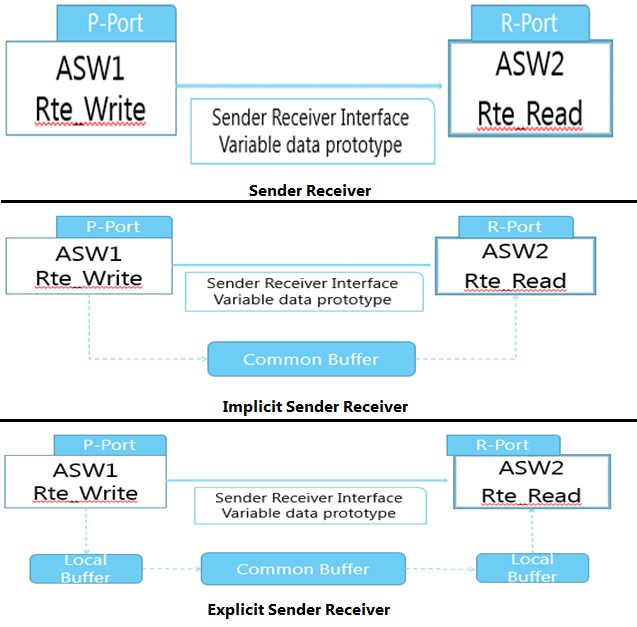 P-Port
R-Port
ASW1
Rte_Write
ASW2
Rte_Read
Sender Receiver Interface
Variable data prototype
Sender Receiver
P-Port
R-Port
ASW1
Rte_Write
ASW2
Rte_Read
Sender Receiver Interface
Variable data prototype
Common Buffer
Implicit Sender Receiver
P-Port
R-Port
ASW1
Rte_Write
ASW2
Rte_Read
Sender Receiver Interface
Variable data prototype
Local
Buffer
Common Buffer
Local
Buffer
Explicit Sender Receiver